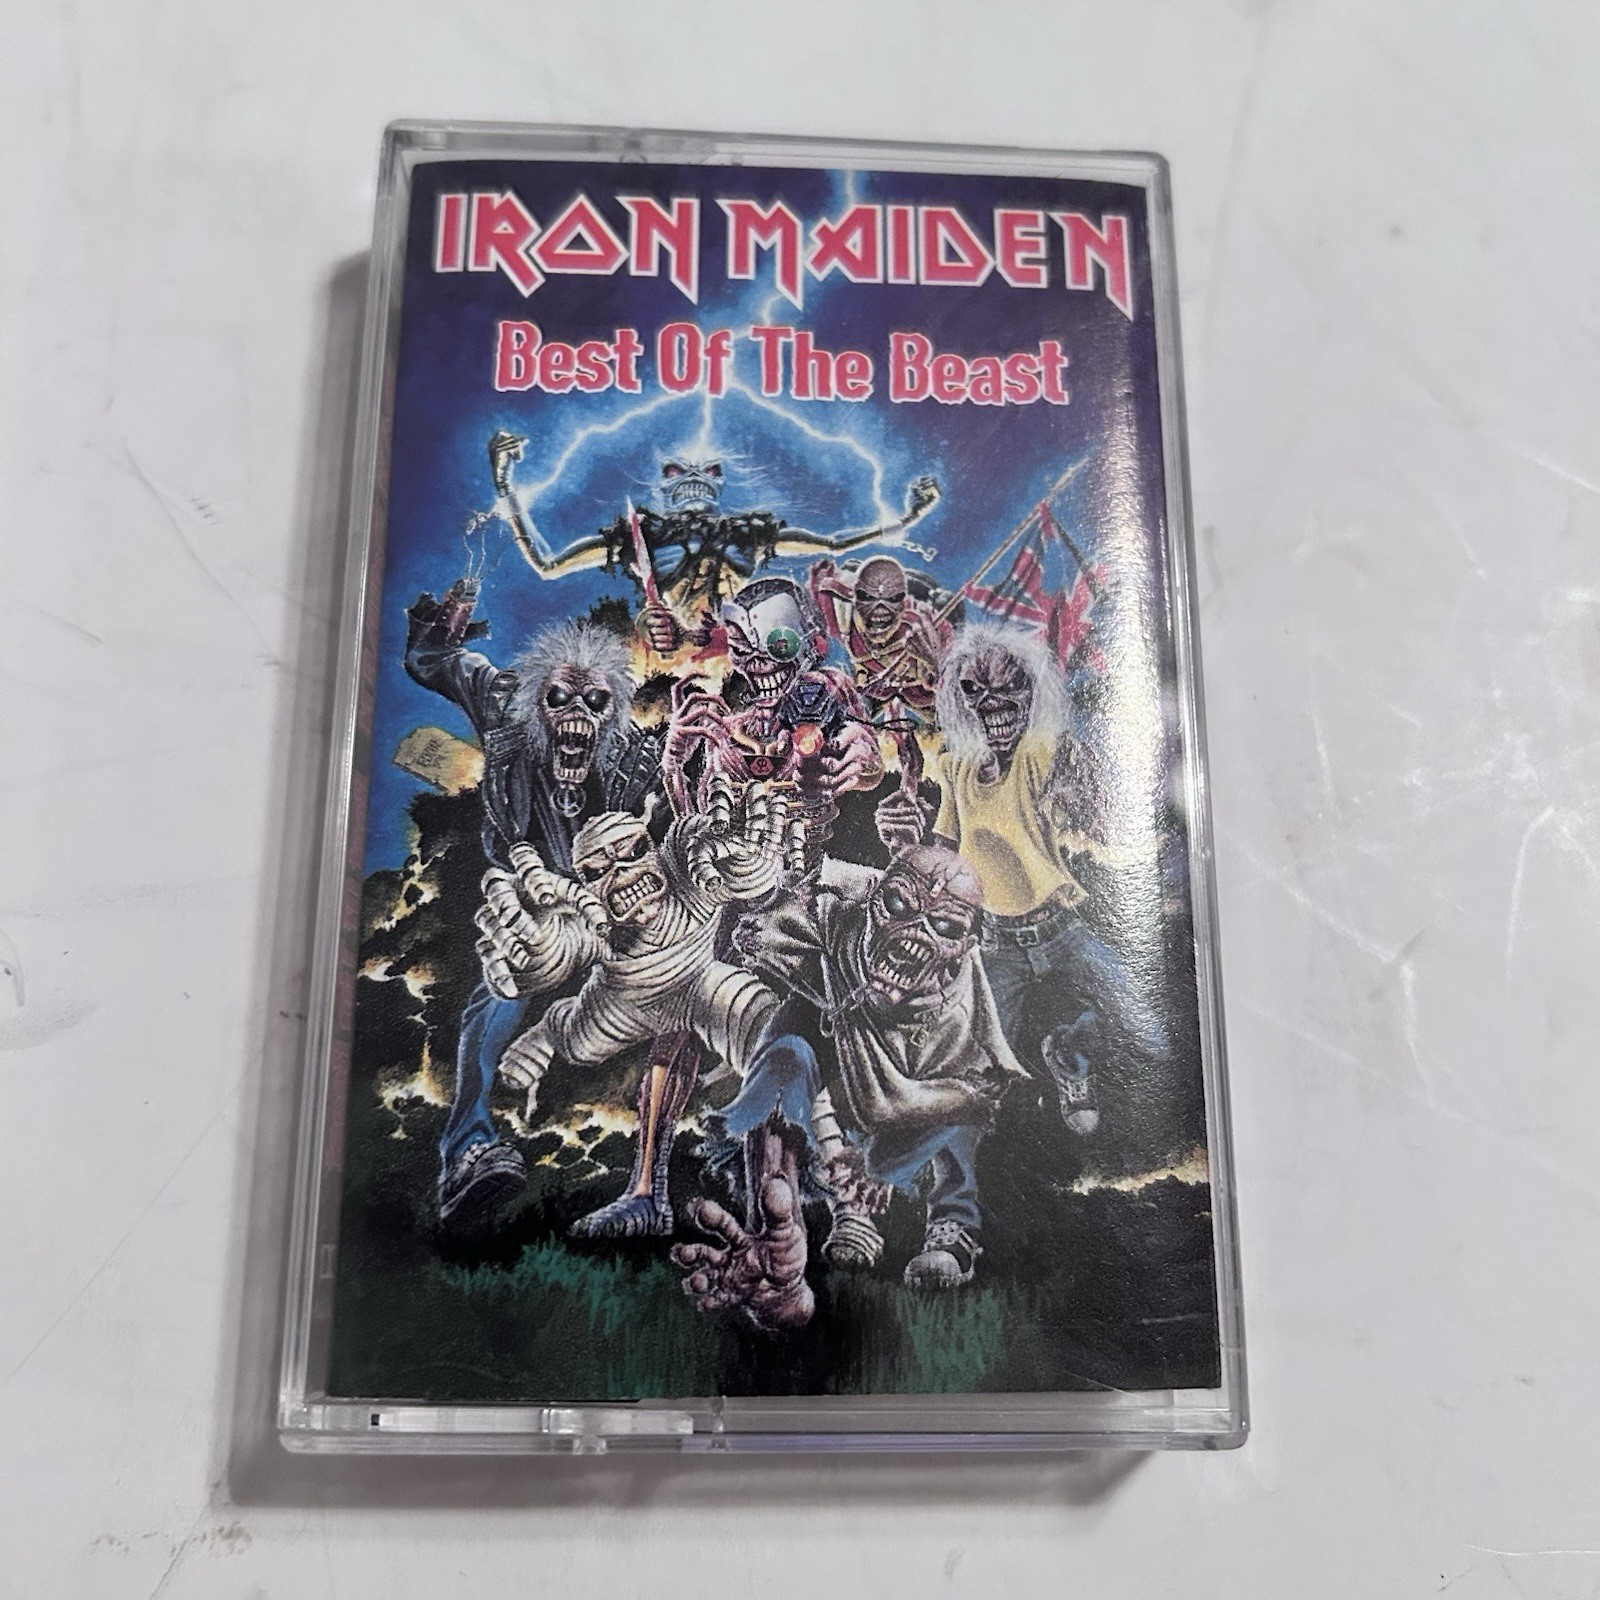 IRON MAIDEN
Best Of The Beast